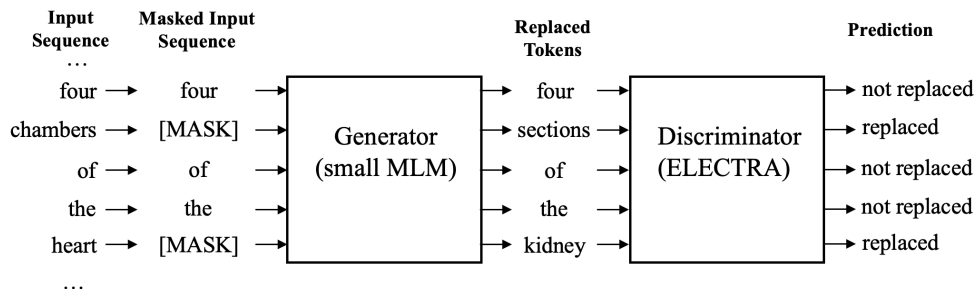 Input Sequence
Masked Input Sequence
Replaced Tokens
Prediction
...
four four four not replaced
chambers [MASK] sections replaced
of of of not replaced
the the the not replaced
heart [MASK] kidney replaced
...
Generator (small MLM)
Discriminator (ELECTRA)